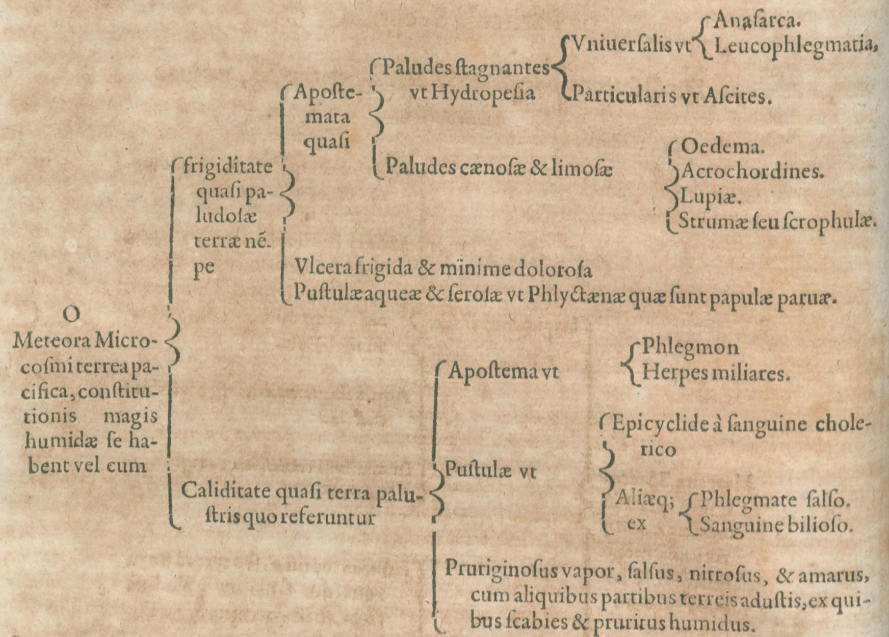 Anaſarca.
Vniuerſalis vt
Leucophlegmatia,
Paludes ſtagnantes
vt Hydropeſia
Particularis vt Aſcites.
Apoſte-
mata
quaſi
Paludes cænoſæ & limoſæ
Oedema.
Acrochordines.
Lupiæ.
Strumæ ſeu ſcrophulæ.
frigiditate
quaſi pa-
ludoſæ
terræ nẽ.
pe
Vlcera frigida & minime doloroſa
Puſtulæ aqueæ & ſeroſæ vt Phlyctænæ quæ ſunt papulæ paruæ.
O
Meteora Micro-
coſmi terrea pa-
cifica, conſtitu-
tionis magis
humidæ ſe ha-
bent vel cum
Apoſtema vt
Phlegmon
Herpes miliares.
Caliditate quaſi terra palu-
ſtris quo referuntur
Puſtulæ vt
Epicyclide à ſanguine chole-
rico
Aliæq;
ex
Phlegmate ſalſo.
Sanguine bilioſo.
Pruriginoſus vapor, ſalſus, nitroſus, & amarus,
cum aliquibus partibus terreis aduſtis, ex qui-
bus ſcabies & pruritus humidus.